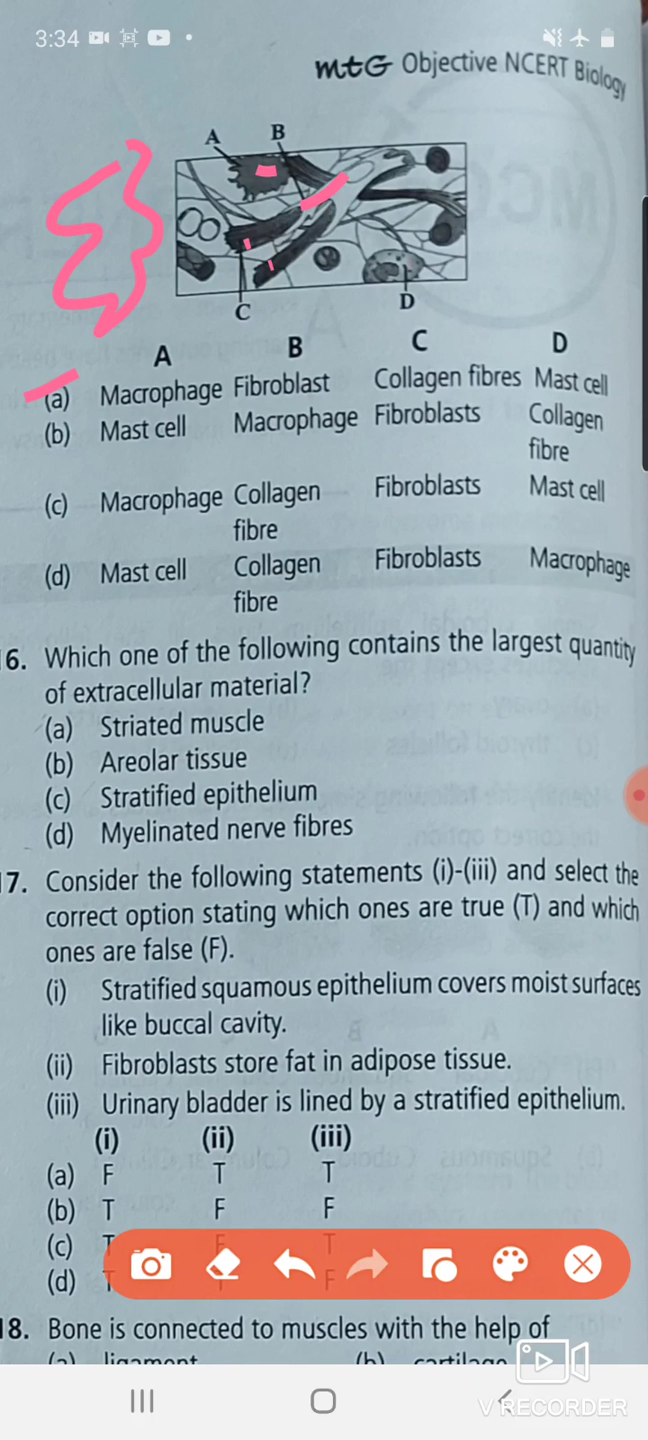 3:34
mtG Objective NCERT Biology
A B
C D
A B C D
(a) Macrophage Fibroblast Collagen fibres Mast cell
(b) Mast cell Macrophage Fibroblasts Collagen
fibre
(c) Macrophage Collagen Fibroblasts Mast cell
fibre
(d) Mast cell Collagen Fibroblasts Macrophage
fibre
16. Which one of the following contains the largest quantity
of extracellular material?
(a) Striated muscle
(b) Areolar tissue
(c) Stratified epithelium
(d) Myelinated nerve fibres
17. Consider the following statements (i)-(iii) and select the
correct option stating which ones are true (T) and which
ones are false (F).
(i) Stratified squamous epithelium covers moist surfaces
like buccal cavity.
(ii) Fibroblasts store fat in adipose tissue.
(iii) Urinary bladder is lined by a stratified epithelium.
(i) (ii) (iii)
(a) F T T
(b) T F F
(c) T F T
(d) T F
18. Bone is connected to muscles with the help of
(a) ligament (b) cartilage
V RECORDER